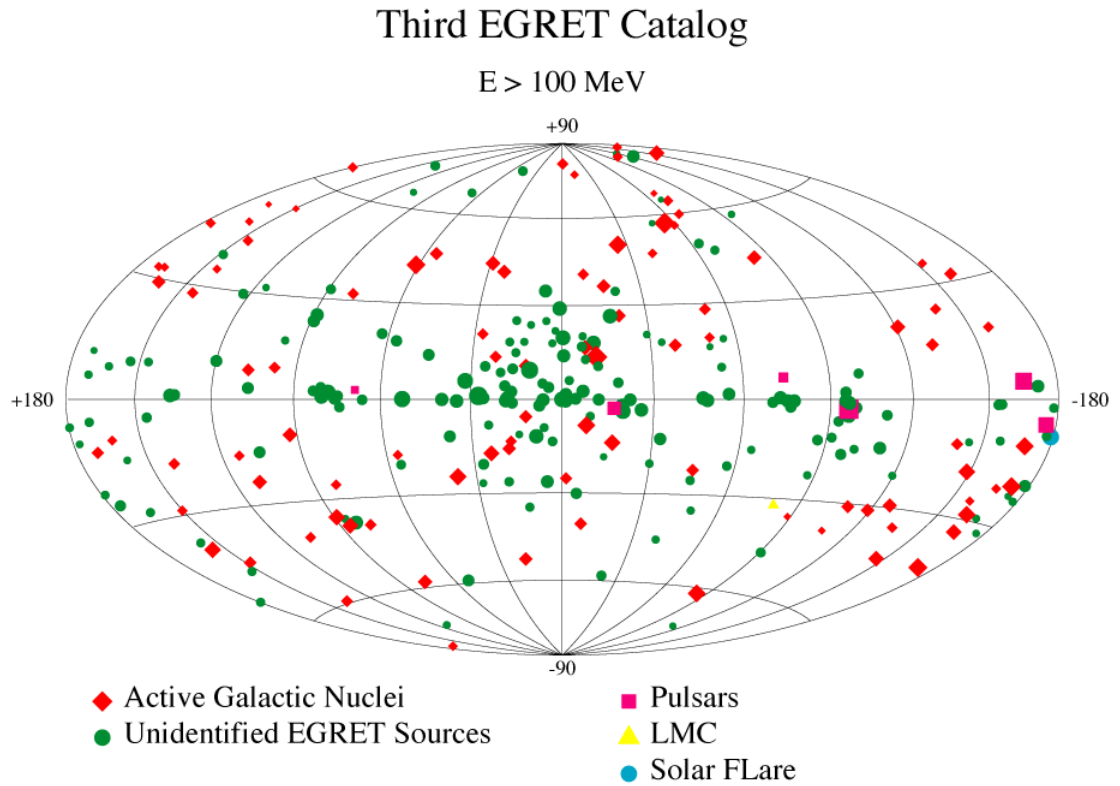 Third EGRET Catalog
E > 100 MeV
+90
+180
-180
-90
Active Galactic Nuclei
Unidentified EGRET Sources
Pulsars
LMC
Solar FLare